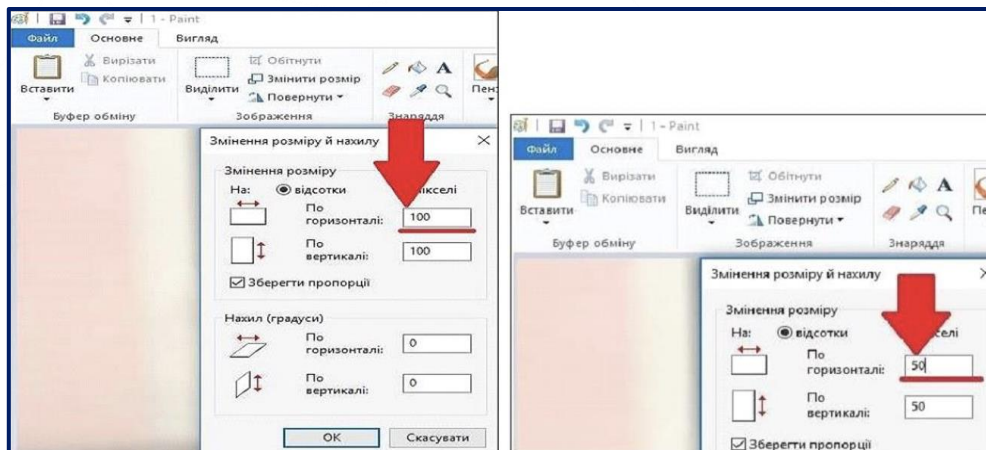 1 - Paint
Файл Основне Вигляд
Вставити
Вирізати
Копіювати
Буфер обміну
Виділити
Обітнути
Змінити розмір
Повернути
Зображення
A
Знаряддя
Змінення розміру й нахилу
Змінення розміру
На: відсотки
По горизонталі: 100
По вертикалі: 100
Зберегти пропорції
Нахил (градуси)
По горизонталі: 0
По вертикалі: 0
OK Скасувати
1 - Paint
Файл Основне Вигляд
Вставити
Вирізати
Копіювати
Буфер обміну
Виділити
Обітнути
Змінити розмір
Повернути
Зображення
A
Знаряддя
Змінення розміру й нахилу
Змінення розміру
На: відсотки
По горизонталі: 50
По вертикалі: 50
Зберегти пропорції